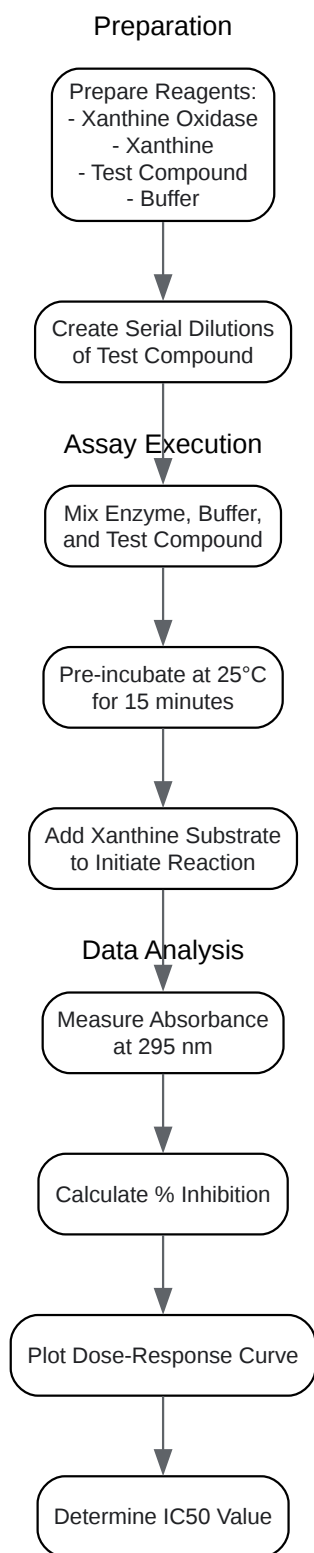 Preparation
Prepare Reagents:
- Xanthine Oxidase
- Xanthine
- Test Compound
- Buffer
Create Serial Dilutions
of Test Compound
Assay Execution
Mix Enzyme, Buffer,
and Test Compound
Pre-incubate at 25°C
for 15 minutes
Add Xanthine Substrate
to Initiate Reaction
Data Analysis
Measure Absorbance
at 295 nm
Calculate % Inhibition
Plot Dose-Response Curve
Determine IC50 Value